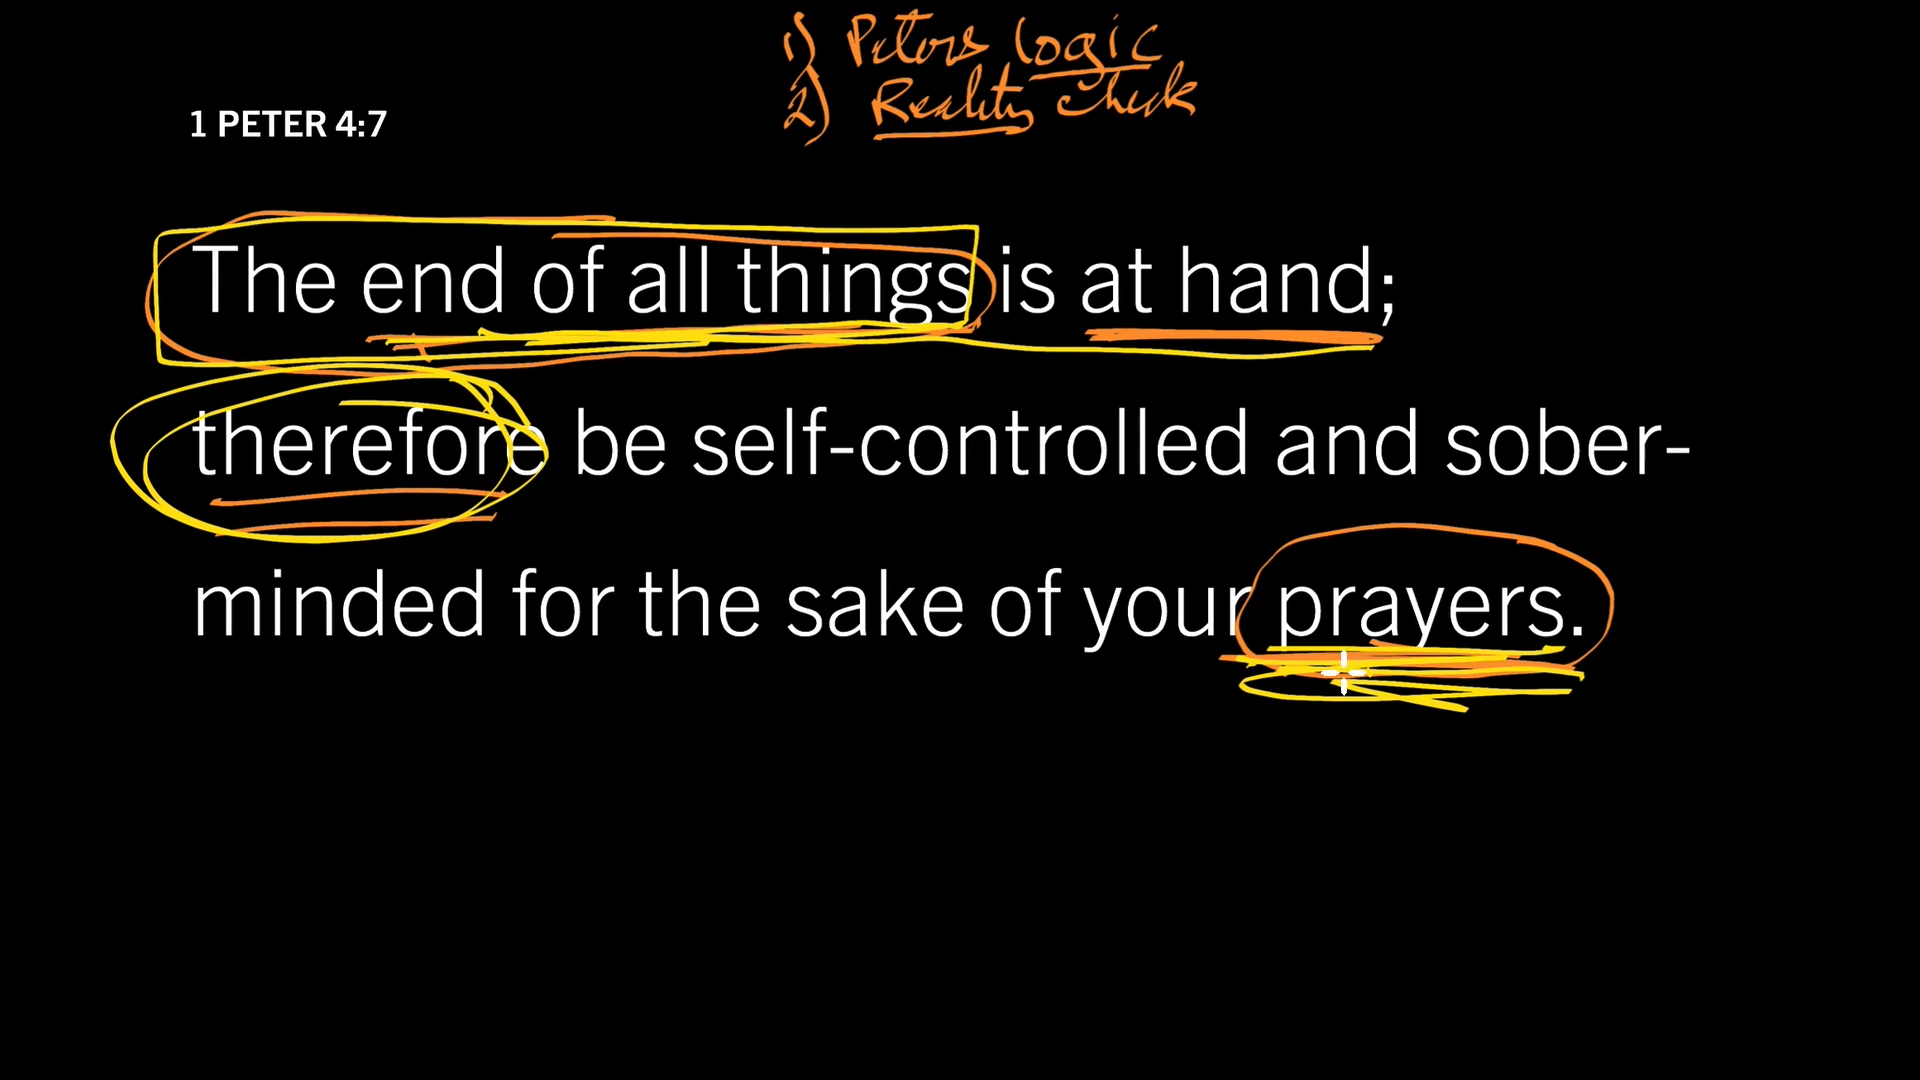 1) Peters Logic
2) Reality Check
1 PETER 4:7
The end of all things is at hand;
therefore be self-controlled and sober-
minded for the sake of your prayers.